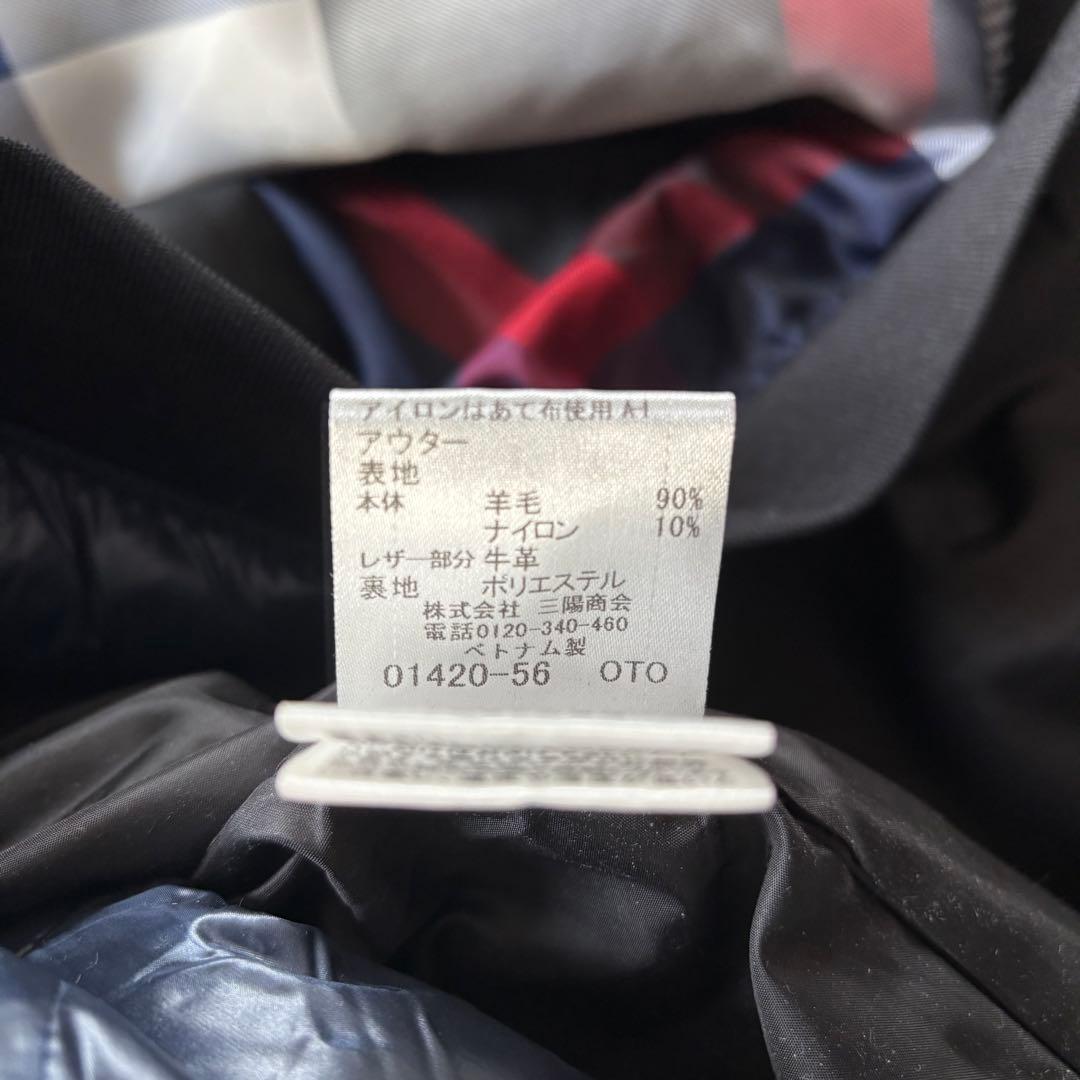 アイロンはあて布使用 A-1
アウター
表地
本体 羊毛 90%
ナイロン 10%
レザー部分 牛革
裏地 ポリエステル
株式会社 三陽商会
電話0120-340-460
ベトナム製
01420-56 OTO